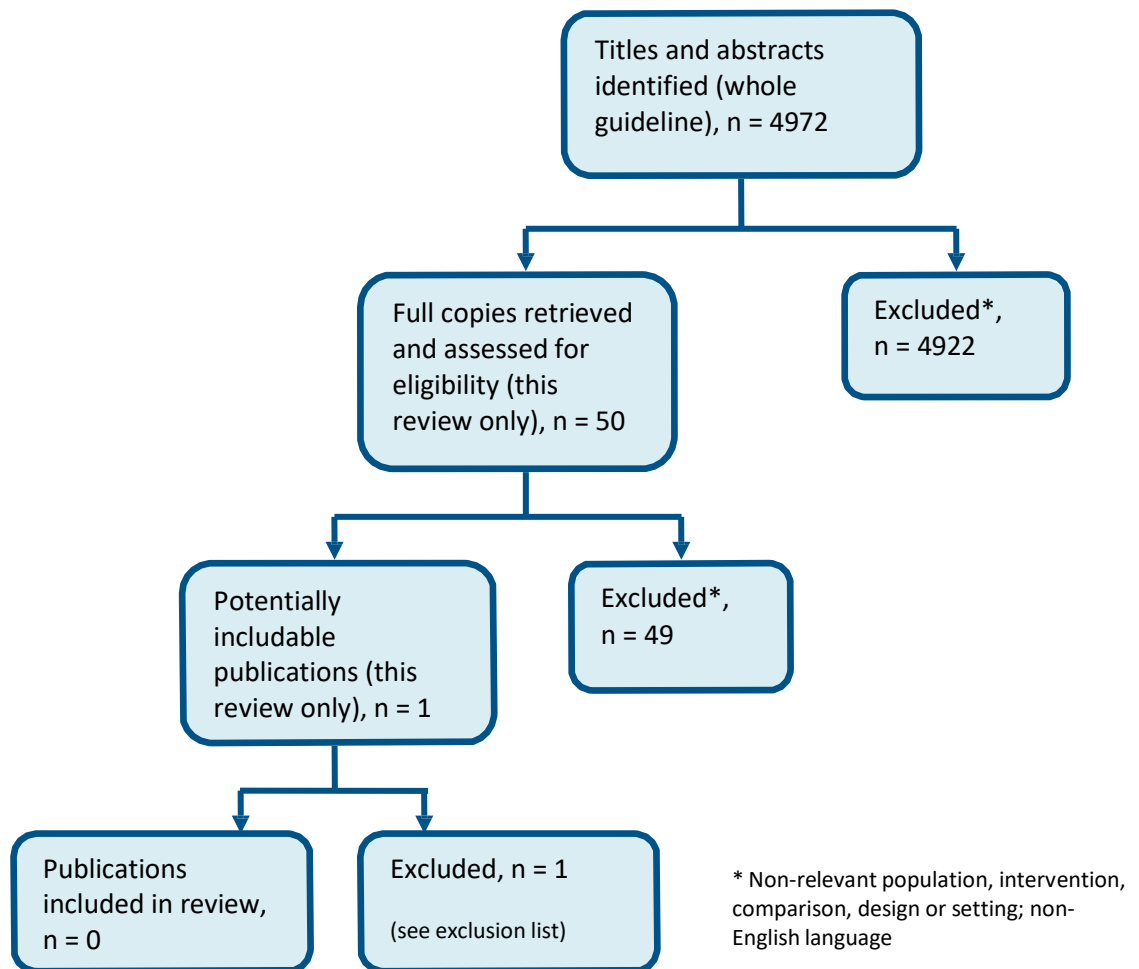 Titles and abstracts
identified (whole
guideline), n = 4972
Full copies retrieved
and assessed for
eligibility (this
review only), n = 50
Excluded*,
n = 4922
Potentially
includable
publications (this
review only), n = 1
Excluded*,
n = 49
Publications
included in review,
n = 0
Excluded, n = 1
(see exclusion list)
* Non-relevant population, intervention,
comparison, design or setting; non-
English language